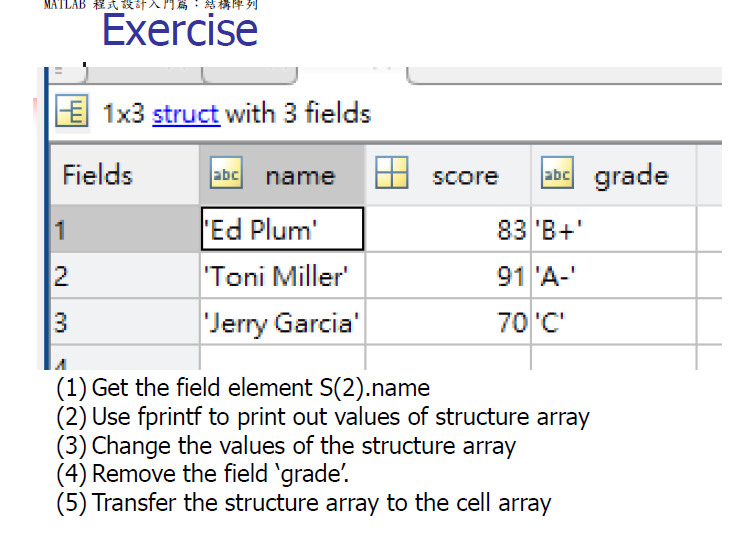 MATLAB 程式設計入門篇：結構陣列
Exercise
1x3 struct with 3 fields
Fields abc name score abc grade
1 'Ed Plum' 83 'B+'
2 'Toni Miller' 91 'A-'
3 'Jerry Garcia' 70 'C'
4
(1) Get the field element S(2).name
(2) Use fprintf to print out values of structure array
(3) Change the values of the structure array
(4) Remove the field ‘grade’.
(5) Transfer the structure array to the cell array